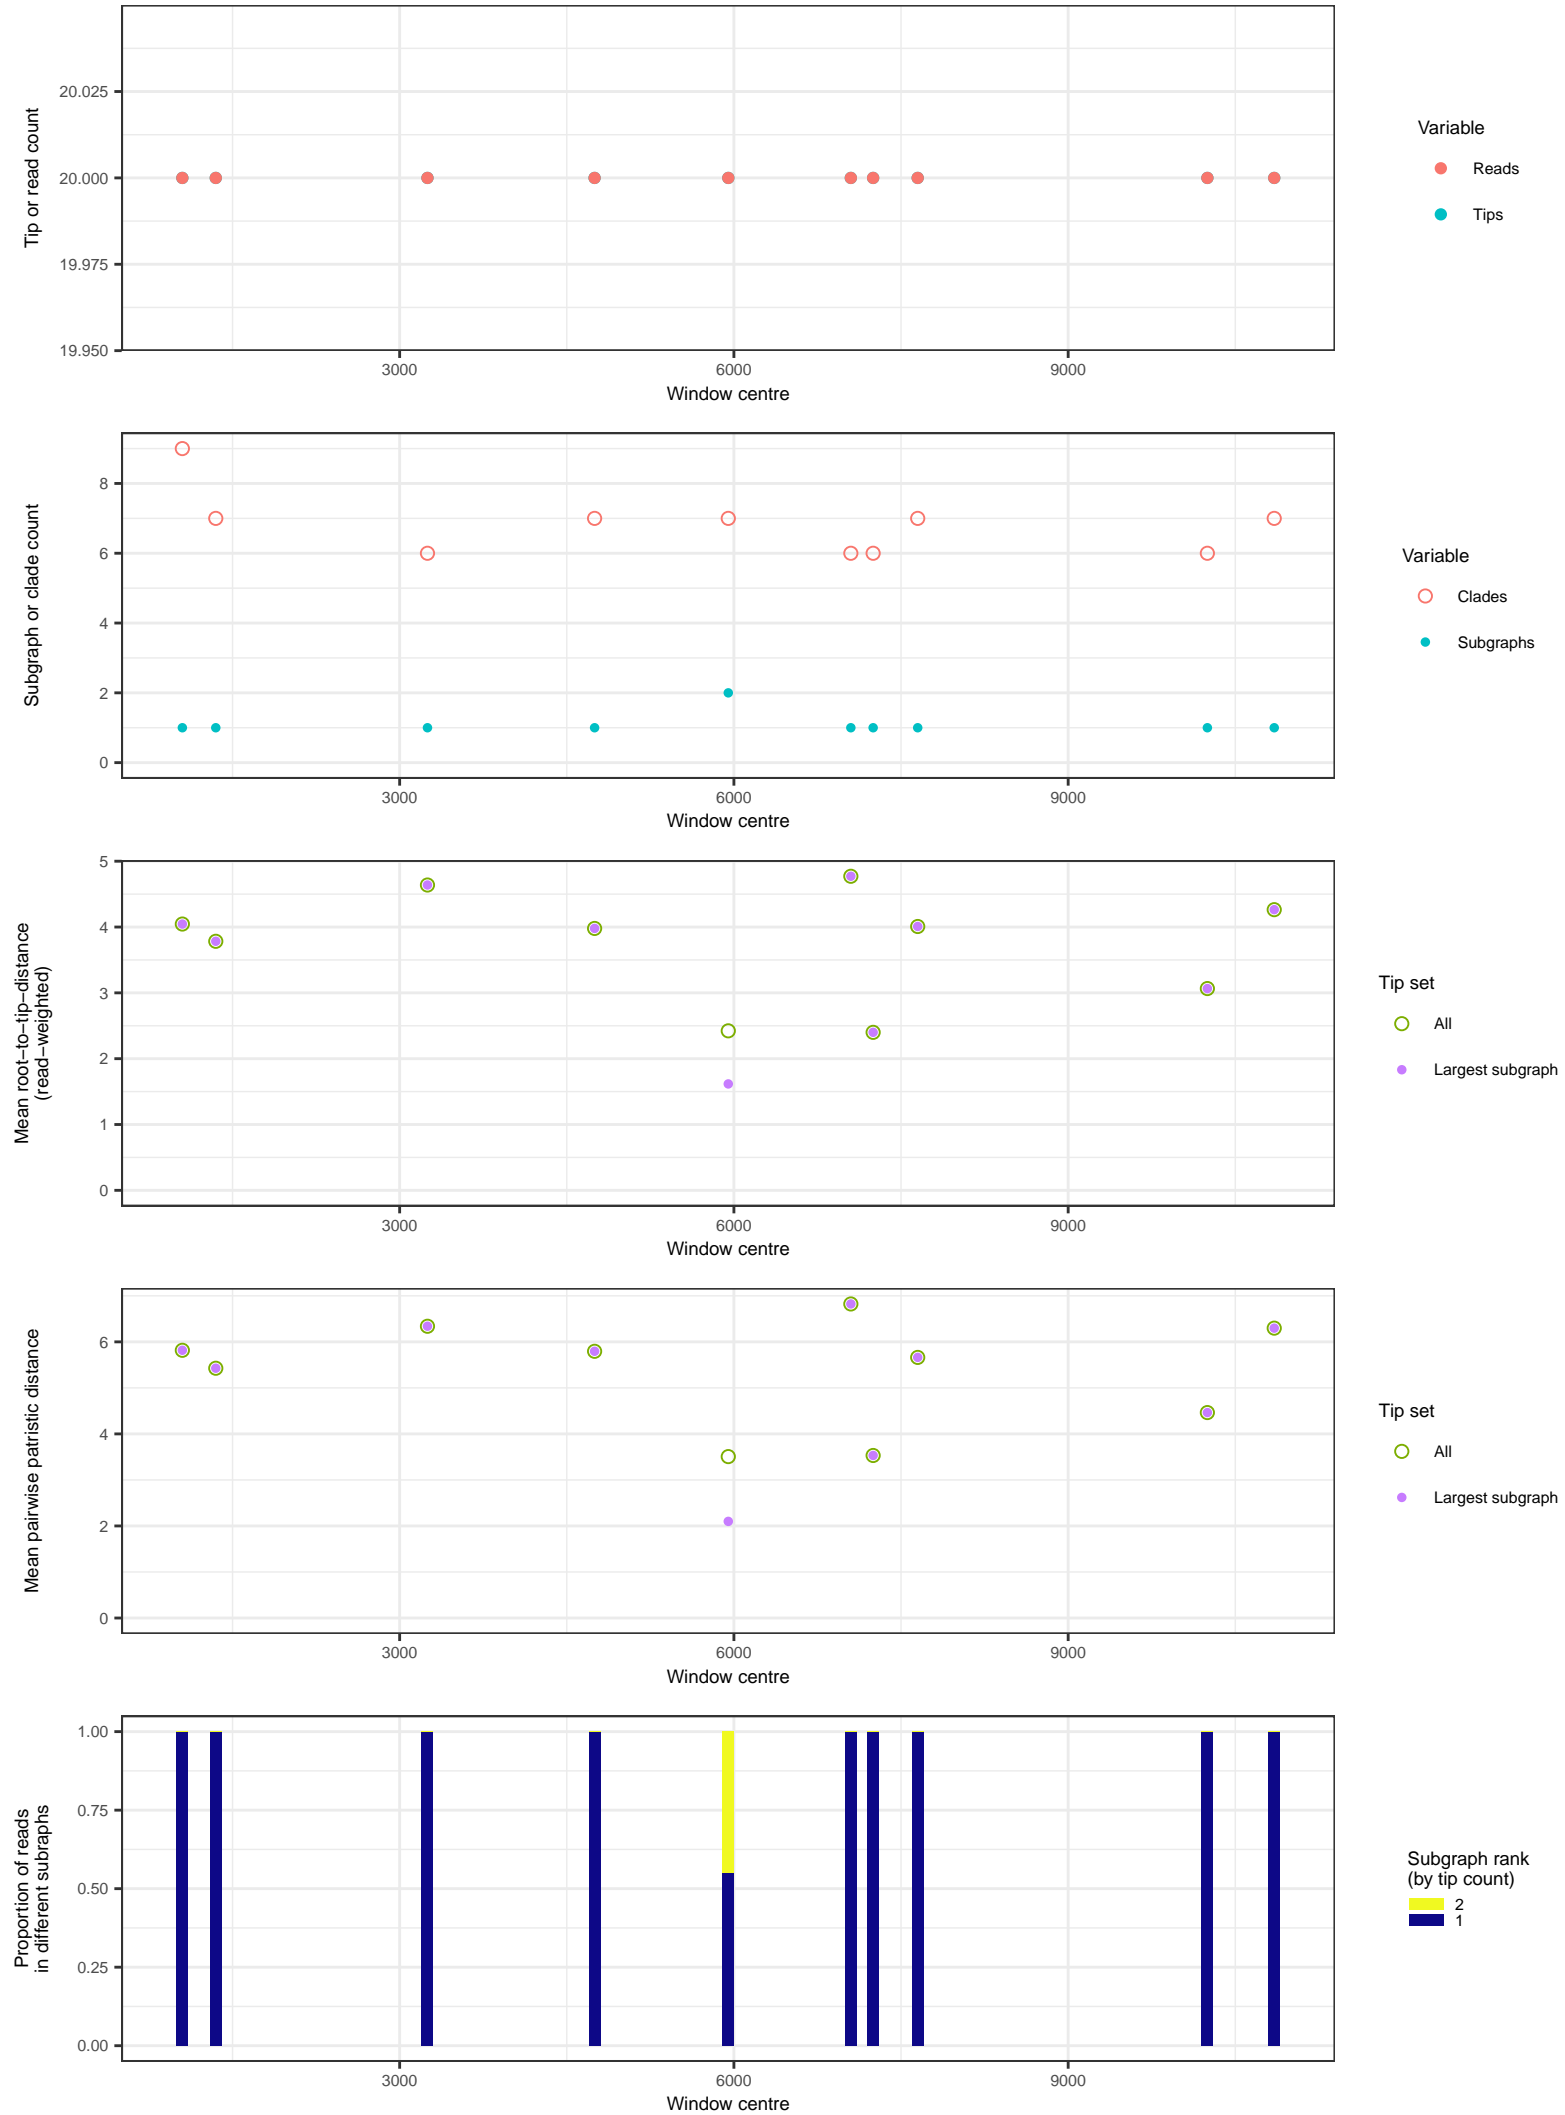 Tip or read count
20.025
20.000
19.975
19.950
3000
6000
9000
Window centre
Variable
Reads
Tips
Subgraph or clade count
8
6
4
2
0
3000
6000
9000
Window centre
Variable
Clades
Subgraphs
Mean root−to−tip−distance
(read−weighted)
5
4
3
2
1
0
3000
6000
9000
Window centre
Tip set
All
Largest subgraph
Mean pairwise patristic distance
6
4
2
0
3000
6000
9000
Window centre
Tip set
All
Largest subgraph
Proportion of reads
in different subraphs
1.00
0.75
0.50
0.25
0.00
3000
6000
9000
Window centre
Subgraph rank
(by tip count)
2
1